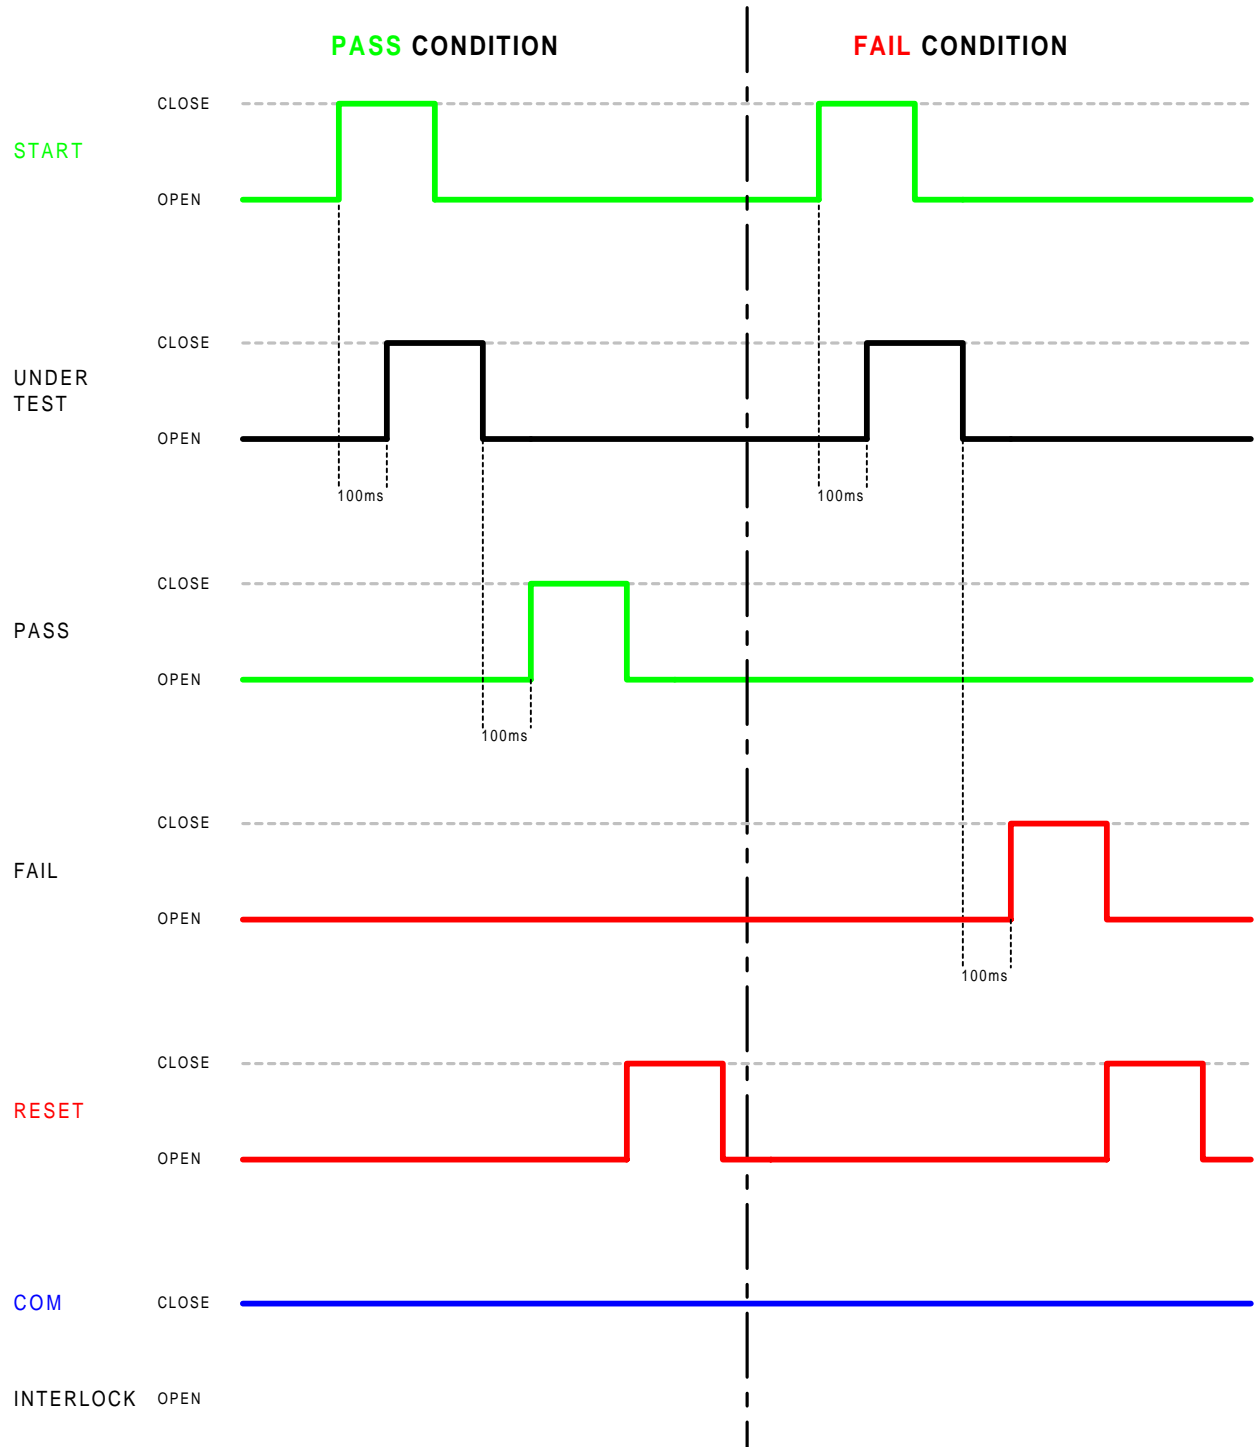 PASS CONDITION
FAIL CONDITION
CLOSE
START
OPEN
CLOSE
UNDER
TEST
OPEN
100ms
100ms
CLOSE
PASS
OPEN
100ms
CLOSE
FAIL
OPEN
100ms
CLOSE
RESET
OPEN
COM CLOSE
INTERLOCK OPEN